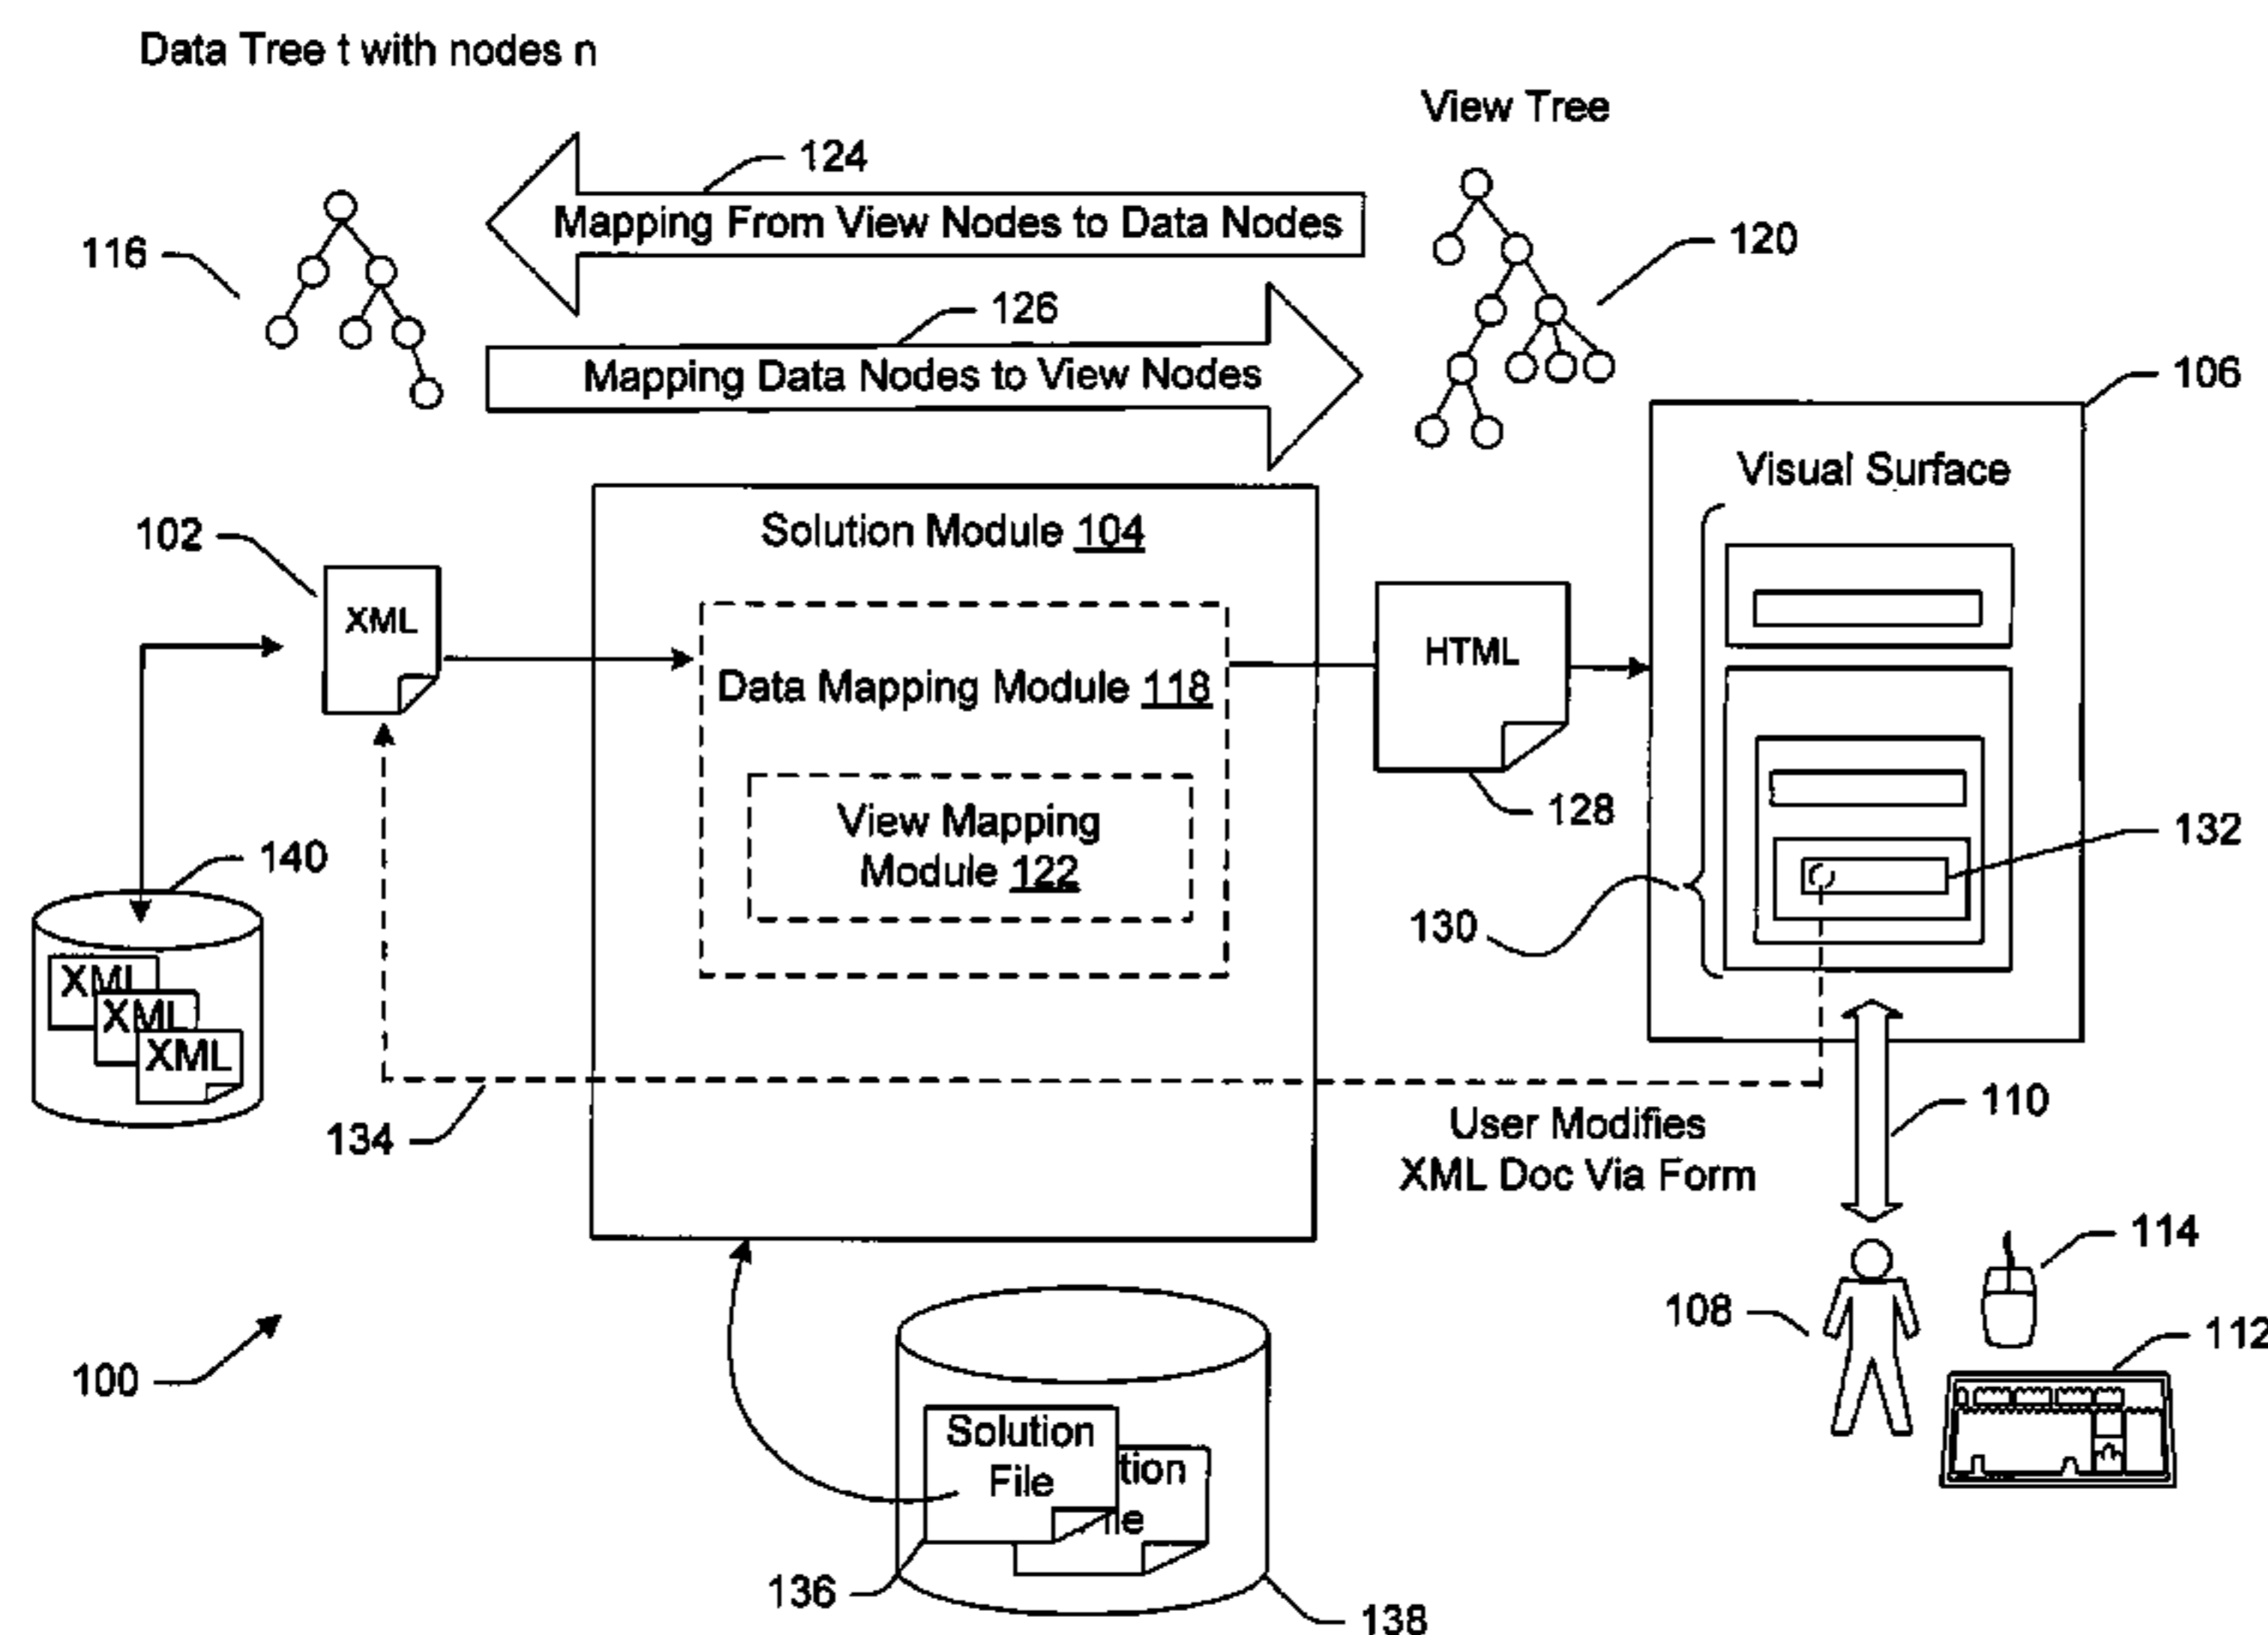 Data Tree t with nodes n
View Tree
124
Mapping From View Nodes to Data Nodes
116
120
126
Mapping Data Nodes to View Nodes
106
Visual Surface
102
Solution Module 104
XML
HTML
Data Mapping Module 118
128
View Mapping
Module 122
132
140
130
XML
XML
XML
134
110
User Modifies
XML Doc Via Form
114
108
112
100
Solution
File
tion
ile
136
138